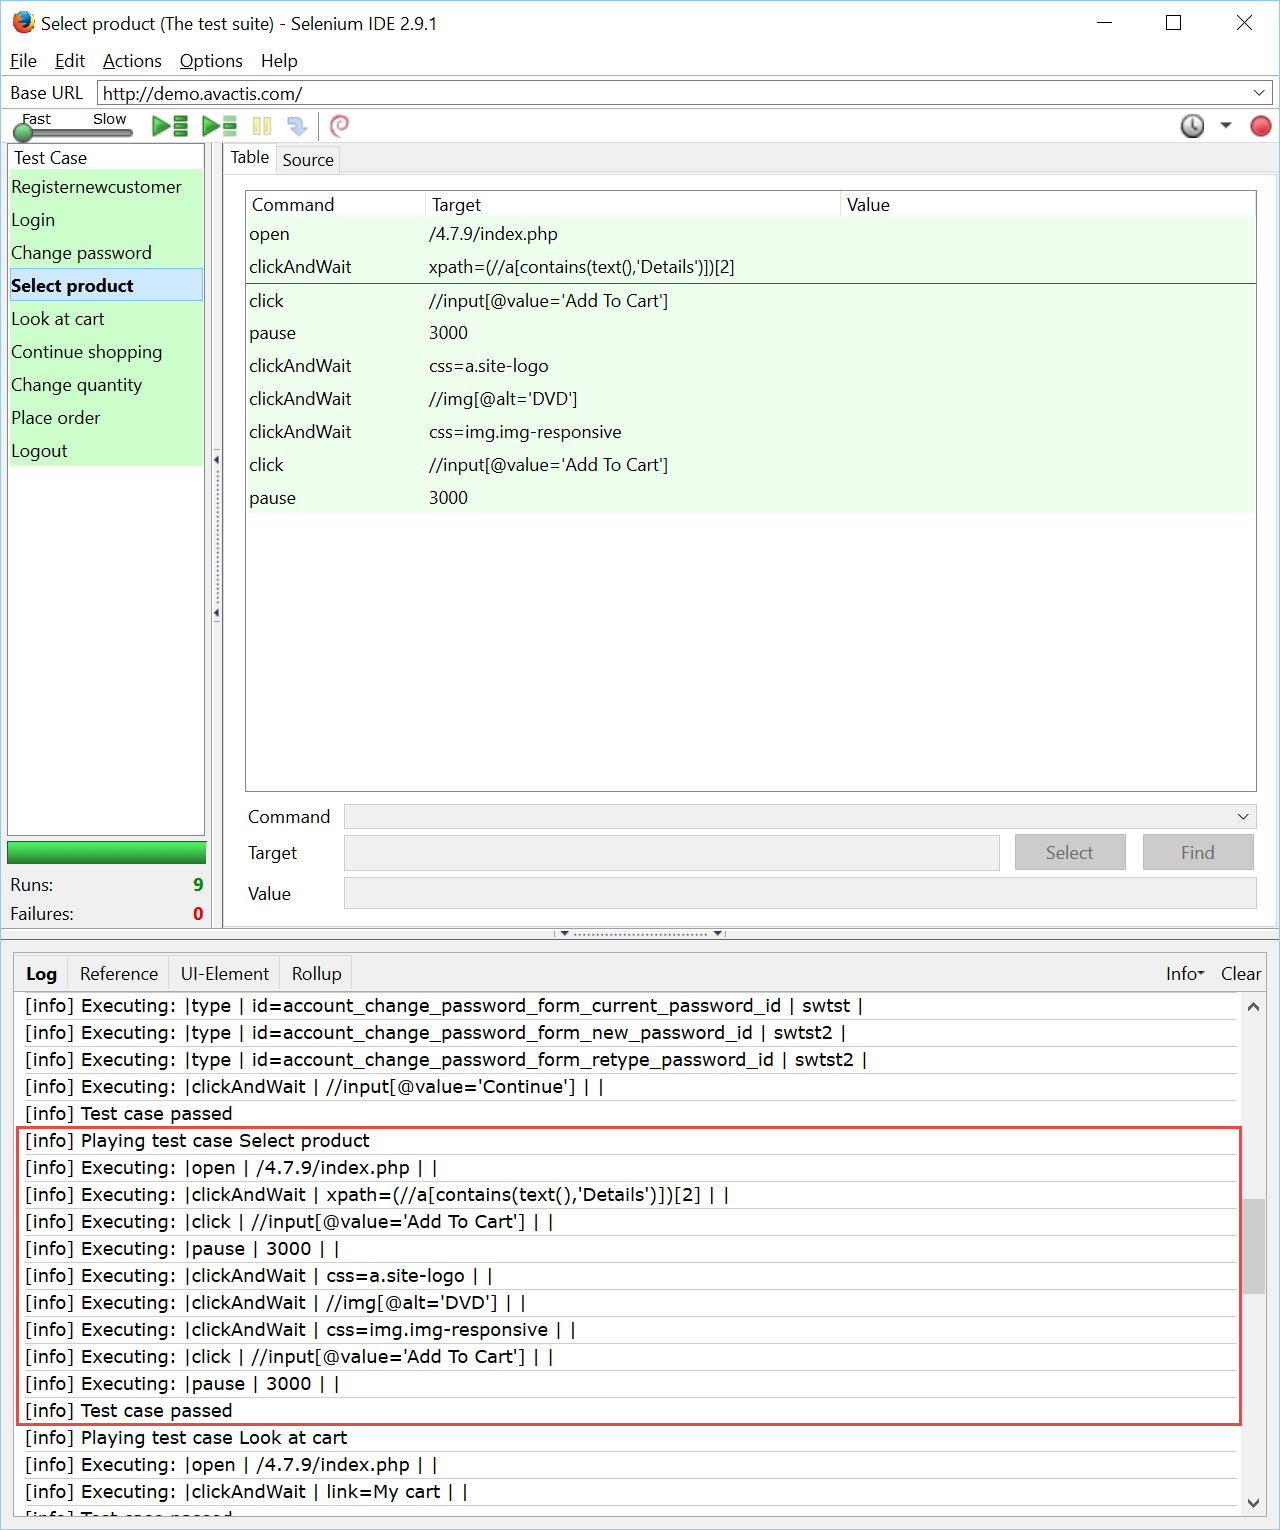 Select product (The test suite) - Selenium IDE 2.9.1
File Edit Actions Options Help
Base URL http://demo.avactis.com/
Fast Slow
Test Case
Registernewcustomer
Login
Change password
Select product
Look at cart
Continue shopping
Change quantity
Place order
Logout
Runs: 9
Failures: 0
Table Source
Command Target Value
open /4.7.9/index.php
clickAndWait xpath=(//a[contains(text(),'Details')])[2]
click //input[@value='Add To Cart']
pause 3000
clickAndWait css=a.site-logo
clickAndWait //img[@alt='DVD']
clickAndWait css=img.img-responsive
click //input[@value='Add To Cart']
pause 3000
Command
Target Select Find
Value
Log Reference UI-Element Rollup Info Clear
[info] Executing: |type | id=account_change_password_form_current_password_id | swtst |
[info] Executing: |type | id=account_change_password_form_new_password_id | swtst2 |
[info] Executing: |type | id=account_change_password_form_retype_password_id | swtst2 |
[info] Executing: |clickAndWait | //input[@value='Continue'] | |
[info] Test case passed
[info] Playing test case Select product
[info] Executing: |open | /4.7.9/index.php | |
[info] Executing: |clickAndWait | xpath=(//a[contains(text(),'Details')])[2] | |
[info] Executing: |click | //input[@value='Add To Cart'] | |
[info] Executing: |pause | 3000 | |
[info] Executing: |clickAndWait | css=a.site-logo | |
[info] Executing: |clickAndWait | //img[@alt='DVD'] | |
[info] Executing: |clickAndWait | css=img.img-responsive | |
[info] Executing: |click | //input[@value='Add To Cart'] | |
[info] Executing: |pause | 3000 | |
[info] Test case passed
[info] Playing test case Look at cart
[info] Executing: |open | /4.7.9/index.php | |
[info] Executing: |clickAndWait | link=My cart | |